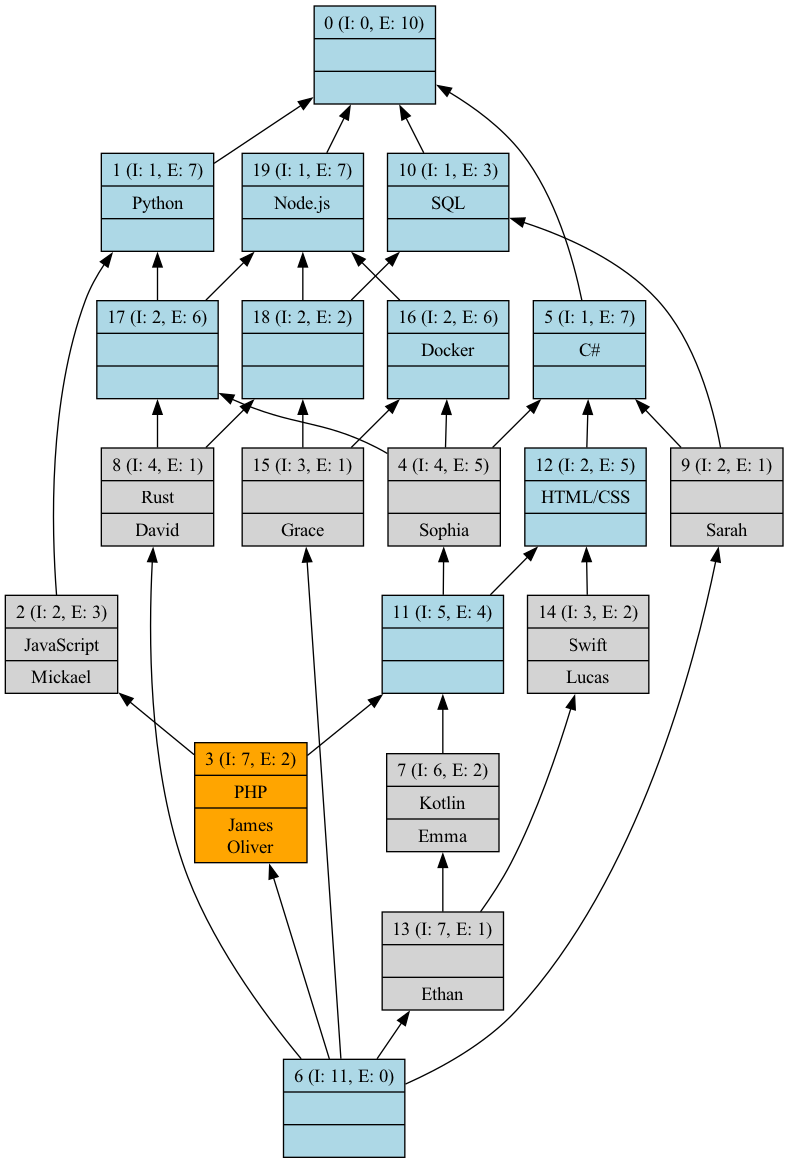 0 (I: 0, E: 10)
1 (I: 1, E: 7)
Python
19 (I: 1, E: 7)
Node.js
10 (I: 1, E: 3)
SQL
17 (I: 2, E: 6)
18 (I: 2, E: 2)
16 (I: 2, E: 6)
Docker
5 (I: 1, E: 7)
C#
8 (I: 4, E: 1)
Rust
David
15 (I: 3, E: 1)
Grace
4 (I: 4, E: 5)
Sophia
12 (I: 2, E: 5)
HTML/CSS
9 (I: 2, E: 1)
Sarah
2 (I: 2, E: 3)
JavaScript
Mickael
11 (I: 5, E: 4)
14 (I: 3, E: 2)
Swift
Lucas
3 (I: 7, E: 2)
PHP
James
Oliver
7 (I: 6, E: 2)
Kotlin
Emma
13 (I: 7, E: 1)
Ethan
6 (I: 11, E: 0)